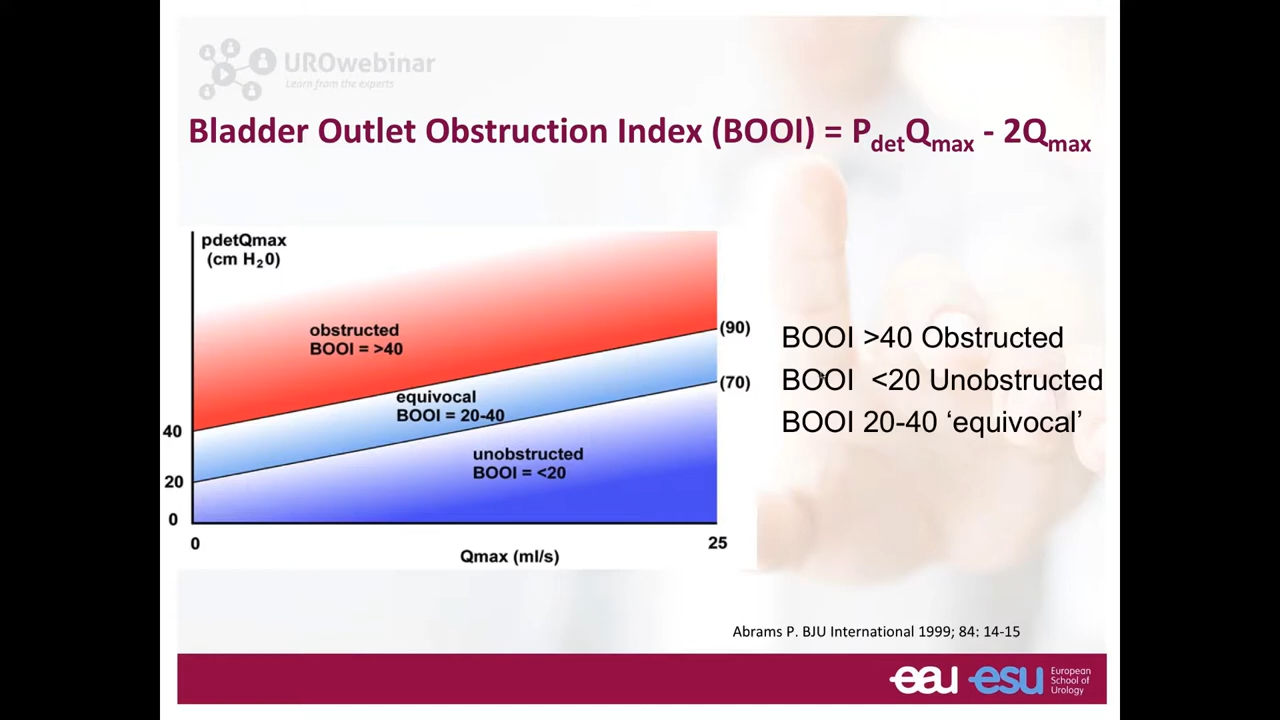 UROwebinar
Learn from the experts
Bladder Outlet Obstruction Index (BOOI) = PdetQmax - 2Qmax
pdetQmax
(cm H20)
obstructed
BOOI = >40
equivocal
BOOI = 20-40
unobstructed
BOOI = <20
(90)
(70)
40
20
0
0
25
Qmax (ml/s)
BOOI >40 Obstructed
BOOI <20 Unobstructed
BOOI 20-40 ‘equivocal’
Abrams P. BJU International 1999; 84: 14-15
eau esu European
School of
Urology